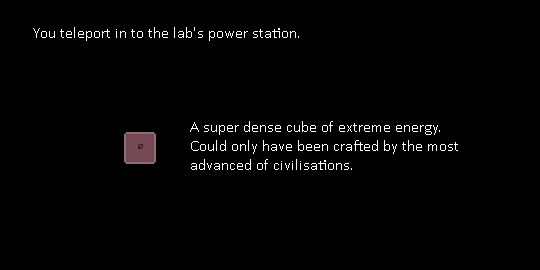 You teleport in to the lab's power station.
A super dense cube of extreme energy.
Could only have been crafted by the most
advanced of civilisations.